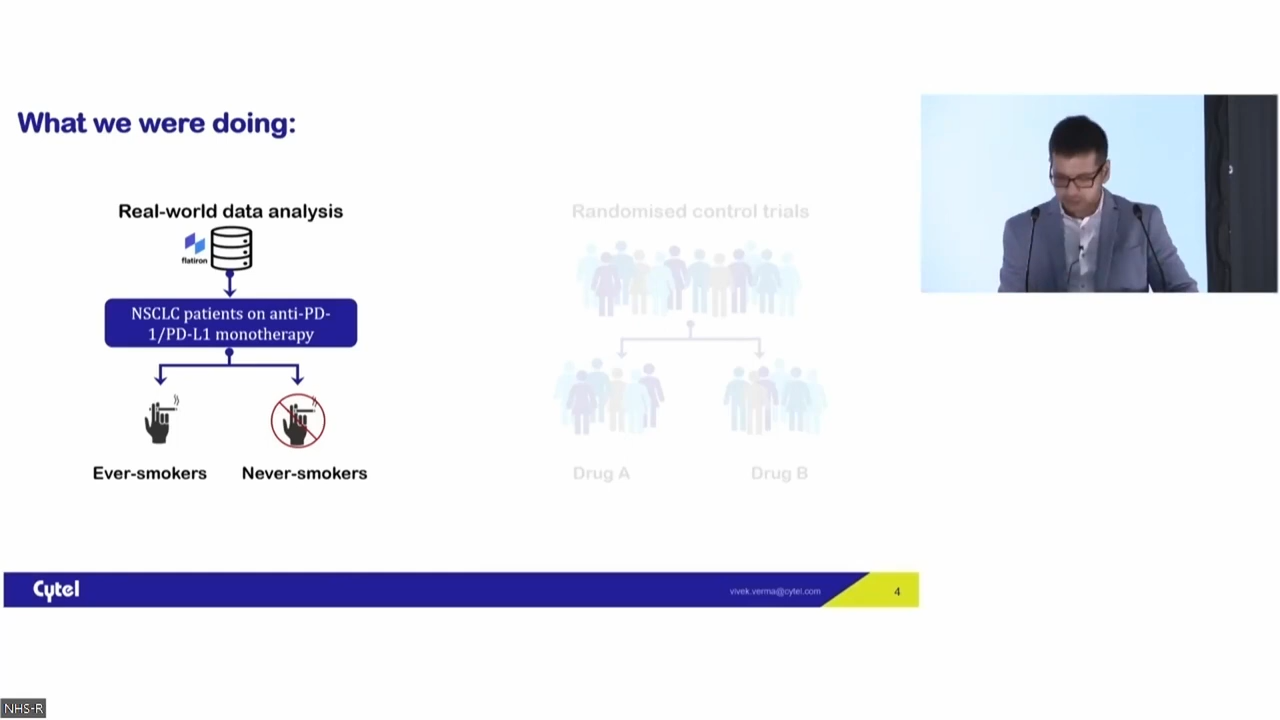 What we were doing:
Real-world data analysis
flatiron
NSCLC patients on anti-PD-
1/PD-L1 monotherapy
Ever-smokers
Never-smokers
Randomised control trials
Drug A
Drug B
Cytel
vivek.verma@cytel.com
4
NHS-R